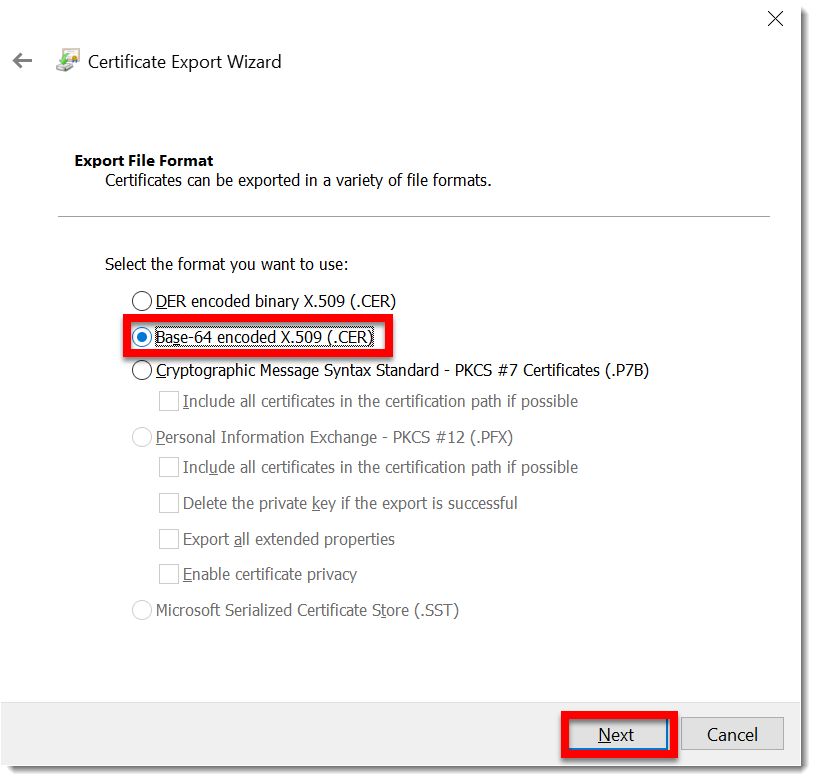 Certificate Export Wizard
Export File Format
Certificates can be exported in a variety of file formats.
Select the format you want to use:
DER encoded binary X.509 (.CER)
Base-64 encoded X.509 (.CER)
Cryptographic Message Syntax Standard - PKCS #7 Certificates (.P7B)
Include all certificates in the certification path if possible
Personal Information Exchange - PKCS #12 (.PFX)
Include all certificates in the certification path if possible
Delete the private key if the export is successful
Export all extended properties
Enable certificate privacy
Microsoft Serialized Certificate Store (.SST)
Next
Cancel